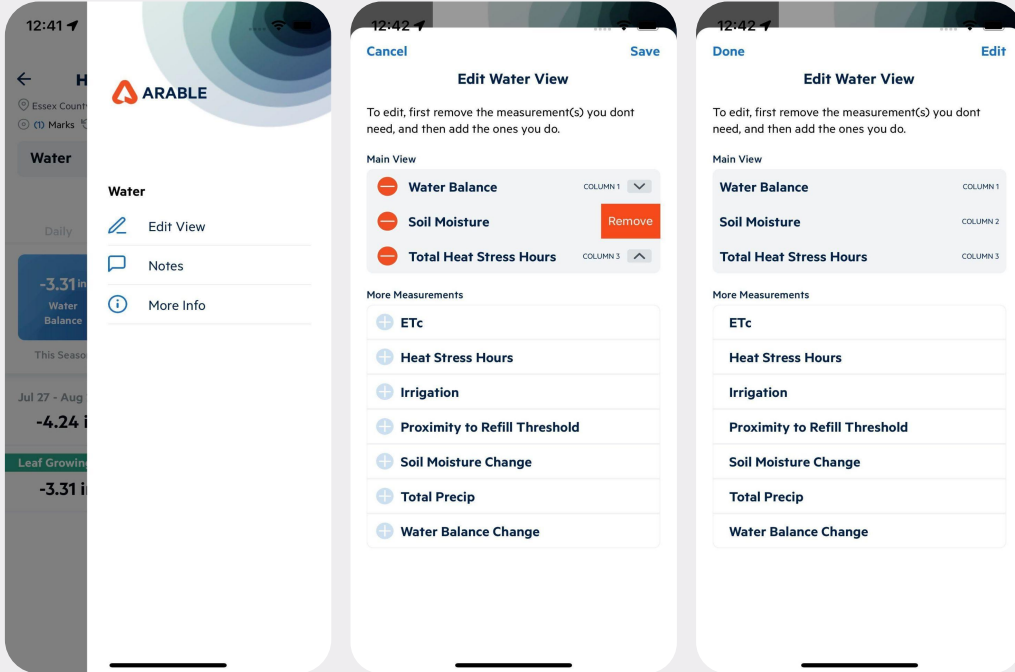 12:41
H
Essex Count
(1) Marks
Water
Daily
-3.31 in
Water
Balance
This Seaso
Jul 27 - Aug
-4.24 i
Leaf Growing
-3.31 i
ARABLE
Water
Edit View
Notes
More Info
12:42
Cancel
Save
Edit Water View
To edit, first remove the measurement(s) you dont
need, and then add the ones you do.
Main View
Water Balance COLUMN 1
Soil Moisture Remove
Total Heat Stress Hours COLUMN 3
More Measurements
ETc
Heat Stress Hours
Irrigation
Proximity to Refill Threshold
Soil Moisture Change
Total Precip
Water Balance Change
12:42
Done
Edit
Edit Water View
To edit, first remove the measurement(s) you dont
need, and then add the ones you do.
Main View
Water Balance COLUMN 1
Soil Moisture COLUMN 2
Total Heat Stress Hours COLUMN 3
More Measurements
ETc
Heat Stress Hours
Irrigation
Proximity to Refill Threshold
Soil Moisture Change
Total Precip
Water Balance Change